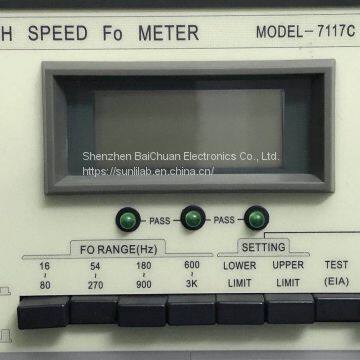 H SPEED Fo METER MODEL-7117C
Shenzhen BaiChuan Electronics Co., Ltd.
https://sunlilab.en.china.cn/
PASS PASS
FO RANGE(Hz) SETTING
16 54 180 600 LOWER UPPER TEST
~ ~ ~ ~
80 270 900 3K LIMIT LIMIT (EIA)